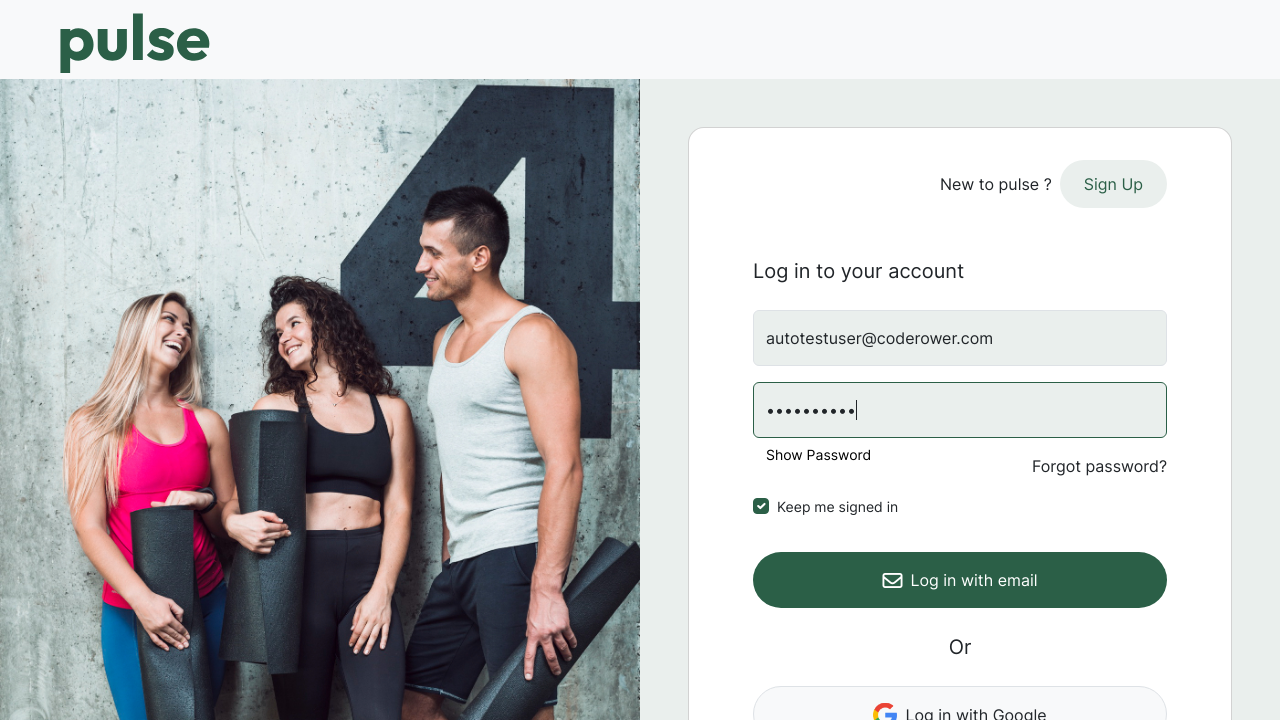 pulse
4
New to pulse ? Sign Up
Log in to your account
autotestuser@coderower.com
••••••••••
Show Password
Forgot password?
Keep me signed in
Log in with email
Or
Log in with Google